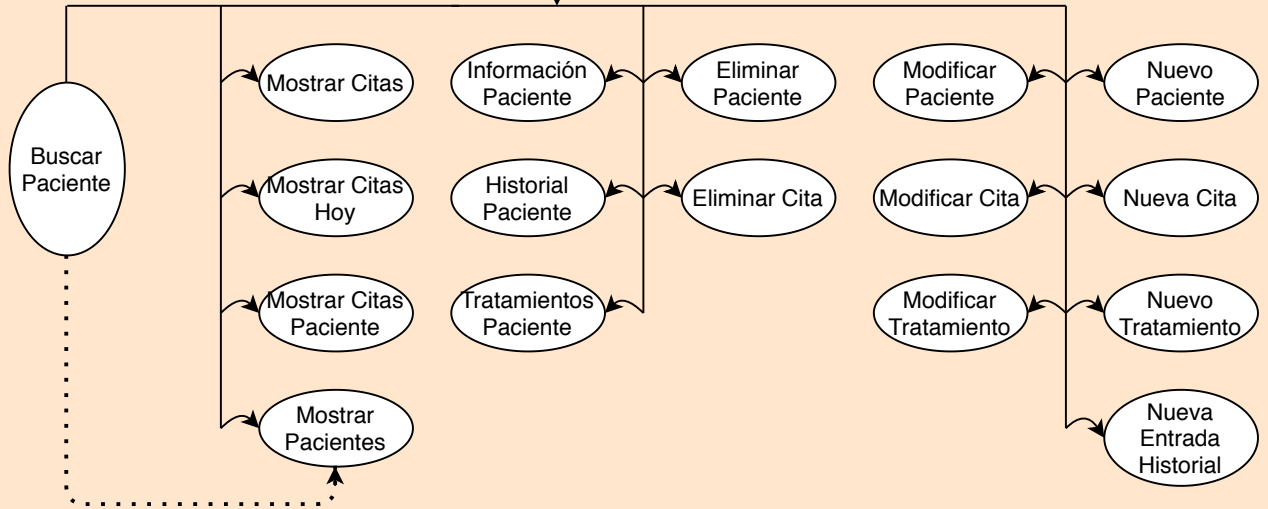 Buscar
Paciente
Mostrar Citas
Mostrar Citas
Hoy
Mostrar Citas
Paciente
Mostrar
Pacientes
Información
Paciente
Historial
Paciente
Tratamientos
Paciente
Eliminar
Paciente
Eliminar Cita
Modificar
Paciente
Modificar Cita
Modificar
Tratamiento
Nuevo
Paciente
Nueva Cita
Nuevo
Tratamiento
Nueva
Entrada
Historial